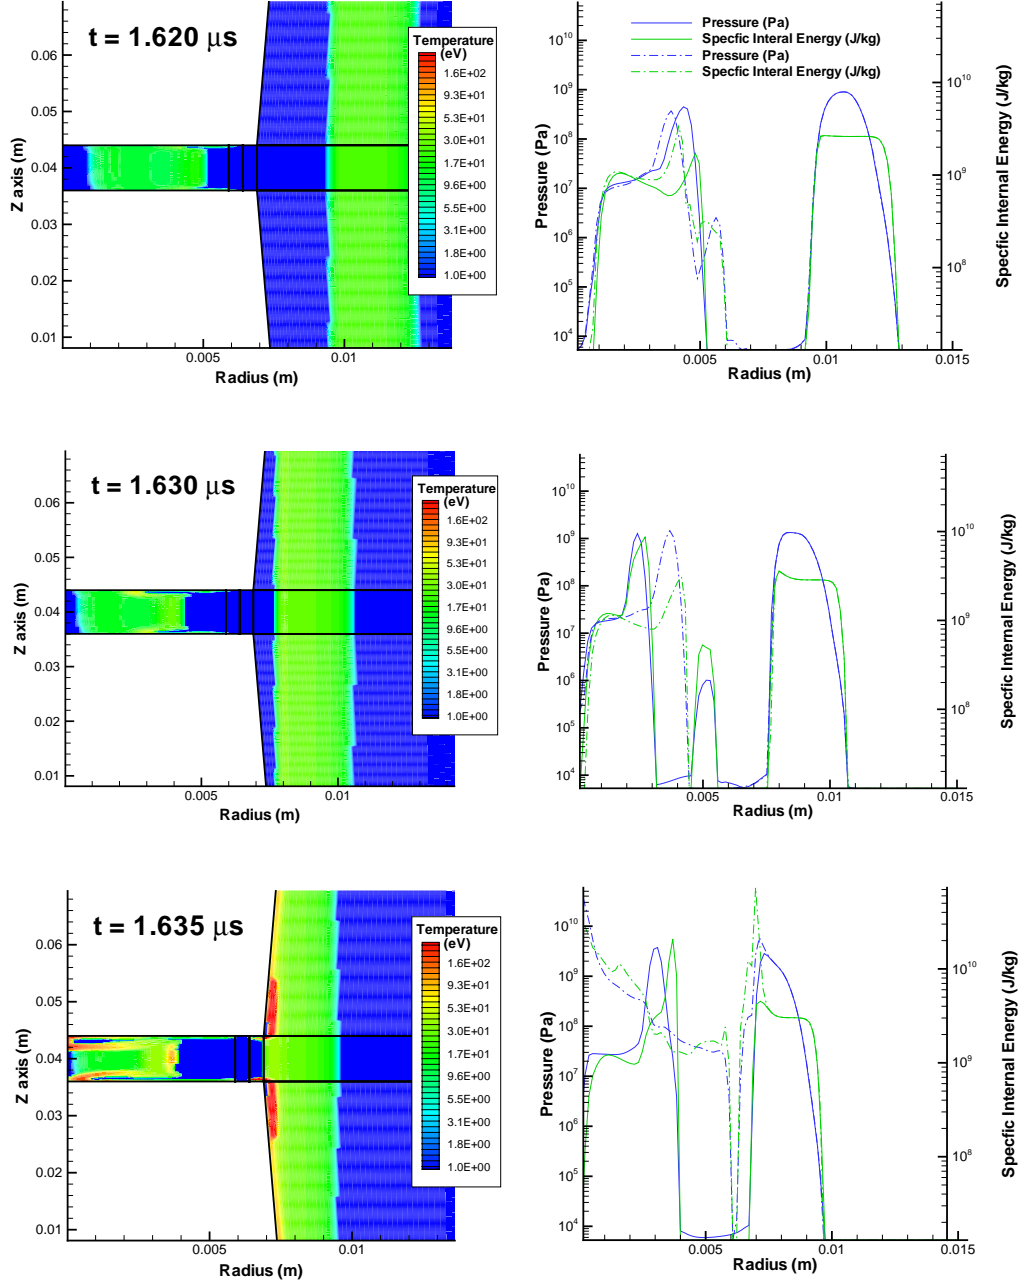 t = 1.620 μs
Temperature
(eV)
1.6E+02
9.3E+01
5.3E+01
3.0E+01
1.7E+01
9.6E+00
5.5E+00
3.1E+00
1.8E+00
1.0E+00
Z axis (m)
0.06
0.05
0.04
0.03
0.02
0.01
0.005
0.01
Radius (m)
Pressure (Pa)
Specfic Interal Energy (J/kg)
Pressure (Pa)
Specfic Interal Energy (J/kg)
Pressure (Pa)
10^10
10^9
10^8
10^7
10^6
10^5
10^4
0.005
0.01
0.015
Radius (m)
10^10
10^9
10^8
Specfic Internal Energy (J/kg)
t = 1.630 μs
Temperature
(eV)
1.6E+02
9.3E+01
5.3E+01
3.0E+01
1.7E+01
9.6E+00
5.5E+00
3.1E+00
1.8E+00
1.0E+00
Z axis (m)
0.06
0.05
0.04
0.03
0.02
0.01
0.005
0.01
Radius (m)
Pressure (Pa)
10^10
10^9
10^8
10^7
10^6
10^5
10^4
0.005
0.01
0.015
Radius (m)
10^10
10^9
10^8
Specfic Internal Energy (J/kg)
t = 1.635 μs
Temperature
(eV)
1.6E+02
9.3E+01
5.3E+01
3.0E+01
1.7E+01
9.6E+00
5.5E+00
3.1E+00
1.8E+00
1.0E+00
Z axis (m)
0.06
0.05
0.04
0.03
0.02
0.01
0.005
0.01
Radius (m)
Pressure (Pa)
10^10
10^9
10^8
10^7
10^6
10^5
10^4
0.005
0.01
0.015
Radius (m)
10^10
10^9
10^8
Specfic Internal Energy (J/kg)